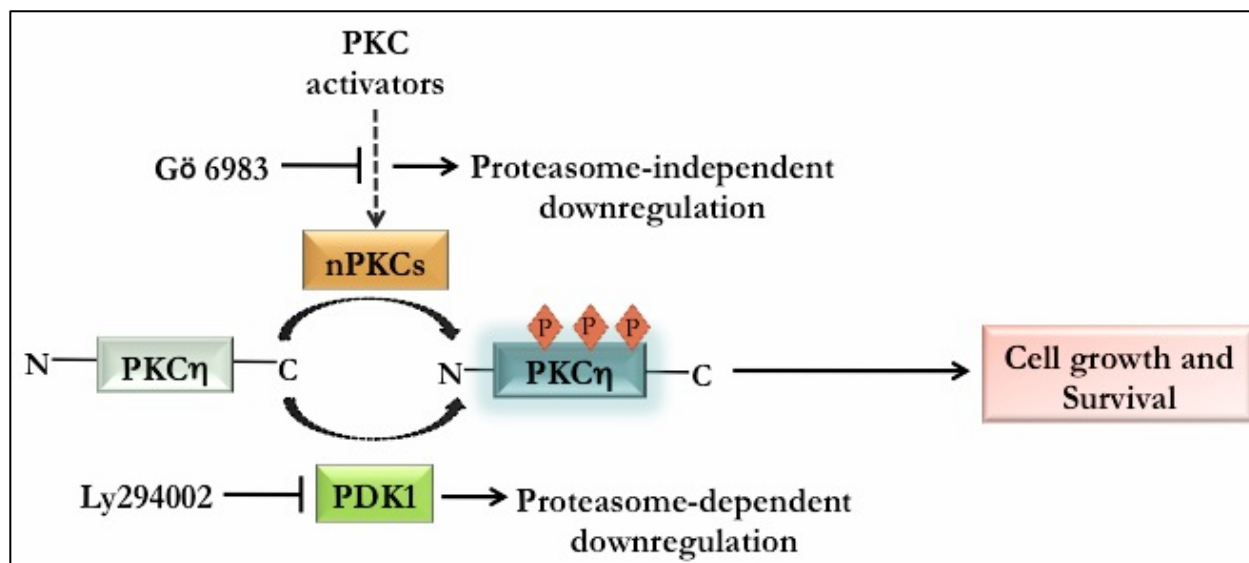 PKC
activators
Gö 6983
Proteasome-independent
downregulation
nPKCs
P P P
N PKCη C
N PKCη C
Cell growth and
Survival
Ly294002
PDK1
Proteasome-dependent
downregulation